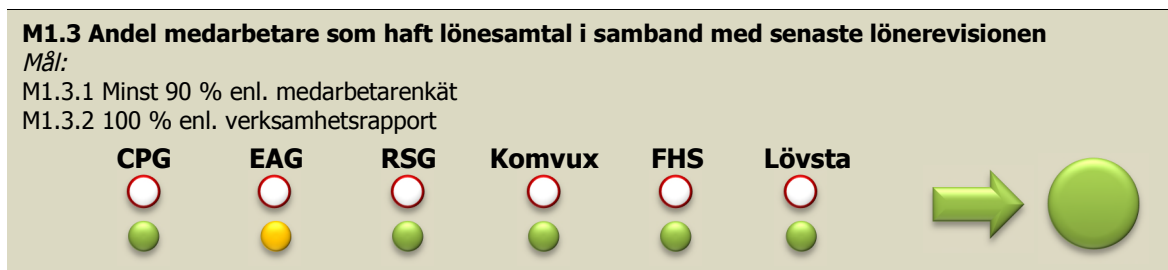 M1.3 Andel medarbetare som haft lönesamtal i samband med senaste lönerevisionen
Mål:
M1.3.1 Minst 90 % enl. medarbetarenkät
M1.3.2 100 % enl. verksamhetsrapport
CPG EAG RSG Komvux FHS Lövsta